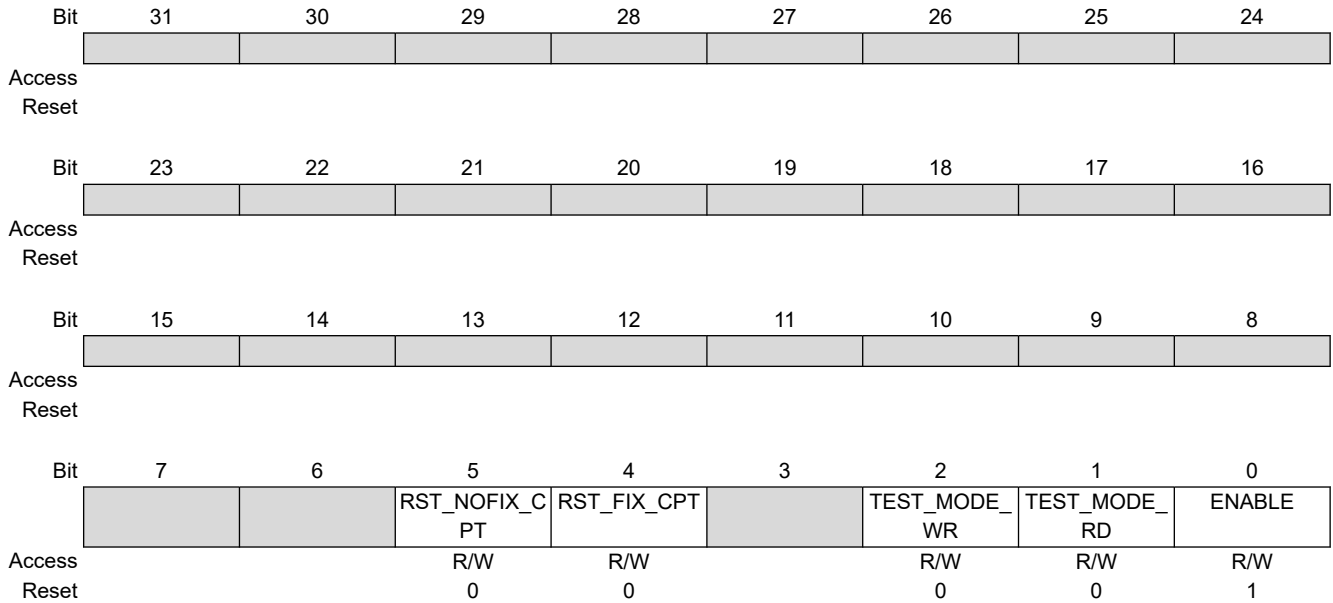 Bit 31 30 29 28 27 26 25 24
Access
Reset
Bit 23 22 21 20 19 18 17 16
Access
Reset
Bit 15 14 13 12 11 10 9 8
Access
Reset
Bit 7 6 5 4 3 2 1 0
RST_NOFIX_C RST_FIX_CPT TEST_MODE_ TEST_MODE_ ENABLE
PT WR RD
Access R/W R/W R/W R/W R/W
Reset 0 0 0 0 1